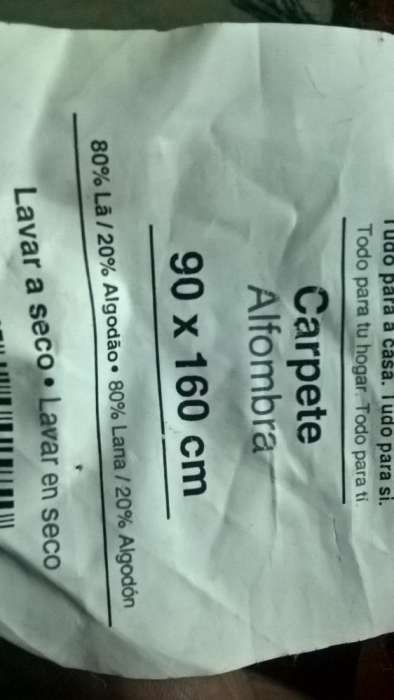 Tudo para a casa. Tudo para si.
Todo para tu hogar. Todo para ti.
Carpete
Alfombra
90 x 160 cm
80% Lã / 20% Algodão • 80% Lana / 20% Algodón
Lavar a seco • Lavar en seco